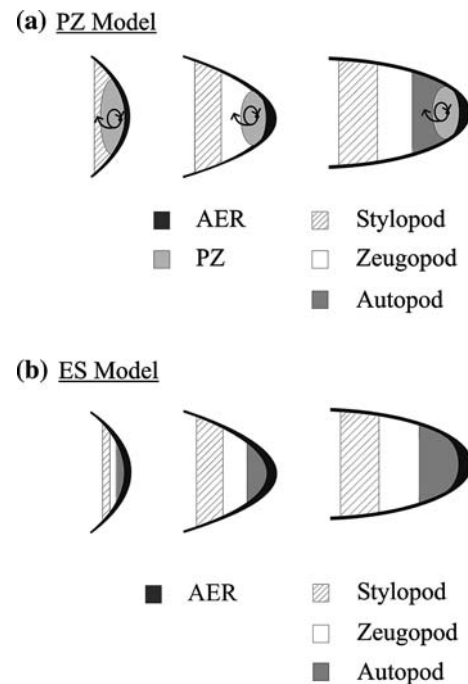 (a) PZ Model
AER
Stylopod
PZ
Zeugopod
Autopod
(b) ES Model
AER
Stylopod
Zeugopod
Autopod